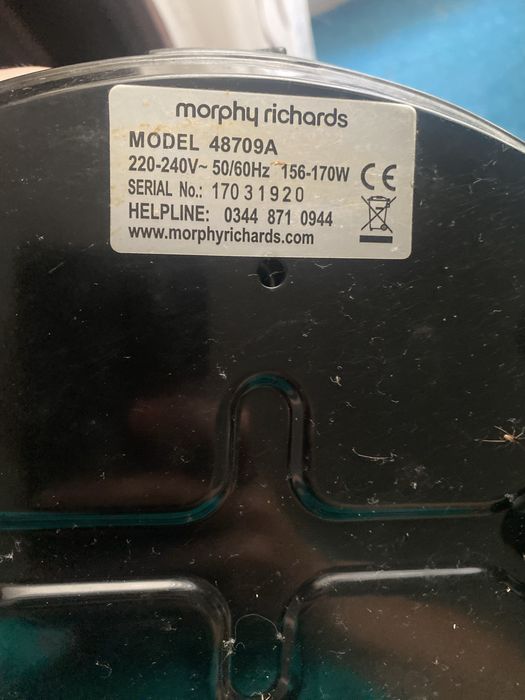 morphy richards
MODEL 48709A
220-240V~ 50/60Hz 156-170W CE
SERIAL No.: 17031920
HELPLINE: 0344 871 0944
www.morphyrichards.com